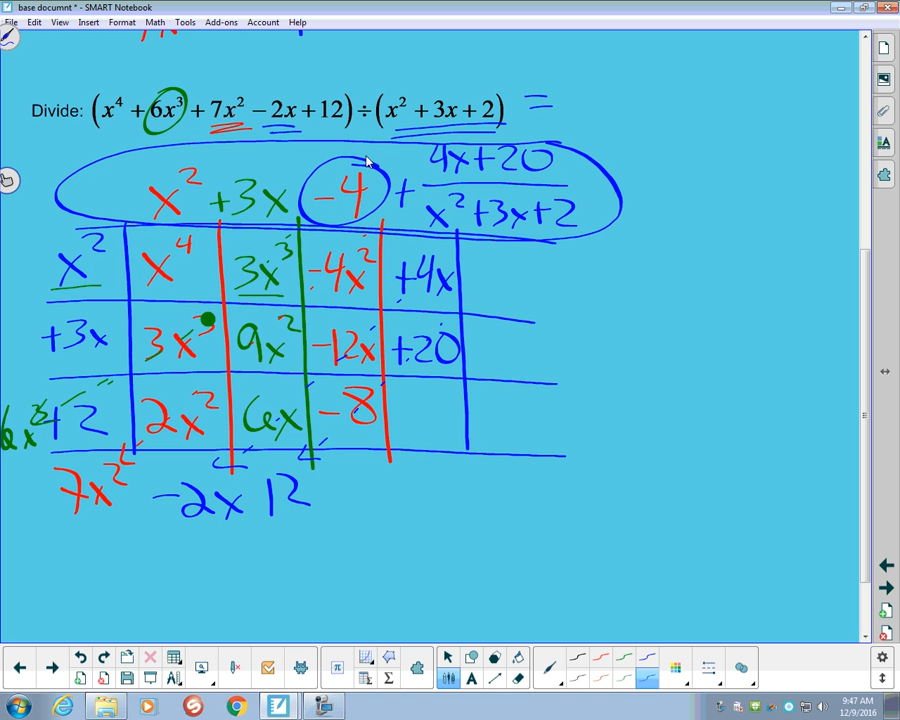 base documnt * - SMART Notebook
File Edit View Insert Format Math Tools Add-ons Account Help
Divide: (x⁴ + 6x³ + 7x² − 2x + 12) ÷ (x² + 3x + 2) =
x² + 3x − 4 + (4x+20)/(x²+3x+2)
x² x⁴ 3x³ -4x² +4x
+3x 3x³ 9x² -12x +20
6x³ +2 2x² 6x -8
7x² -2x 12
9:47 AM
12/9/2016